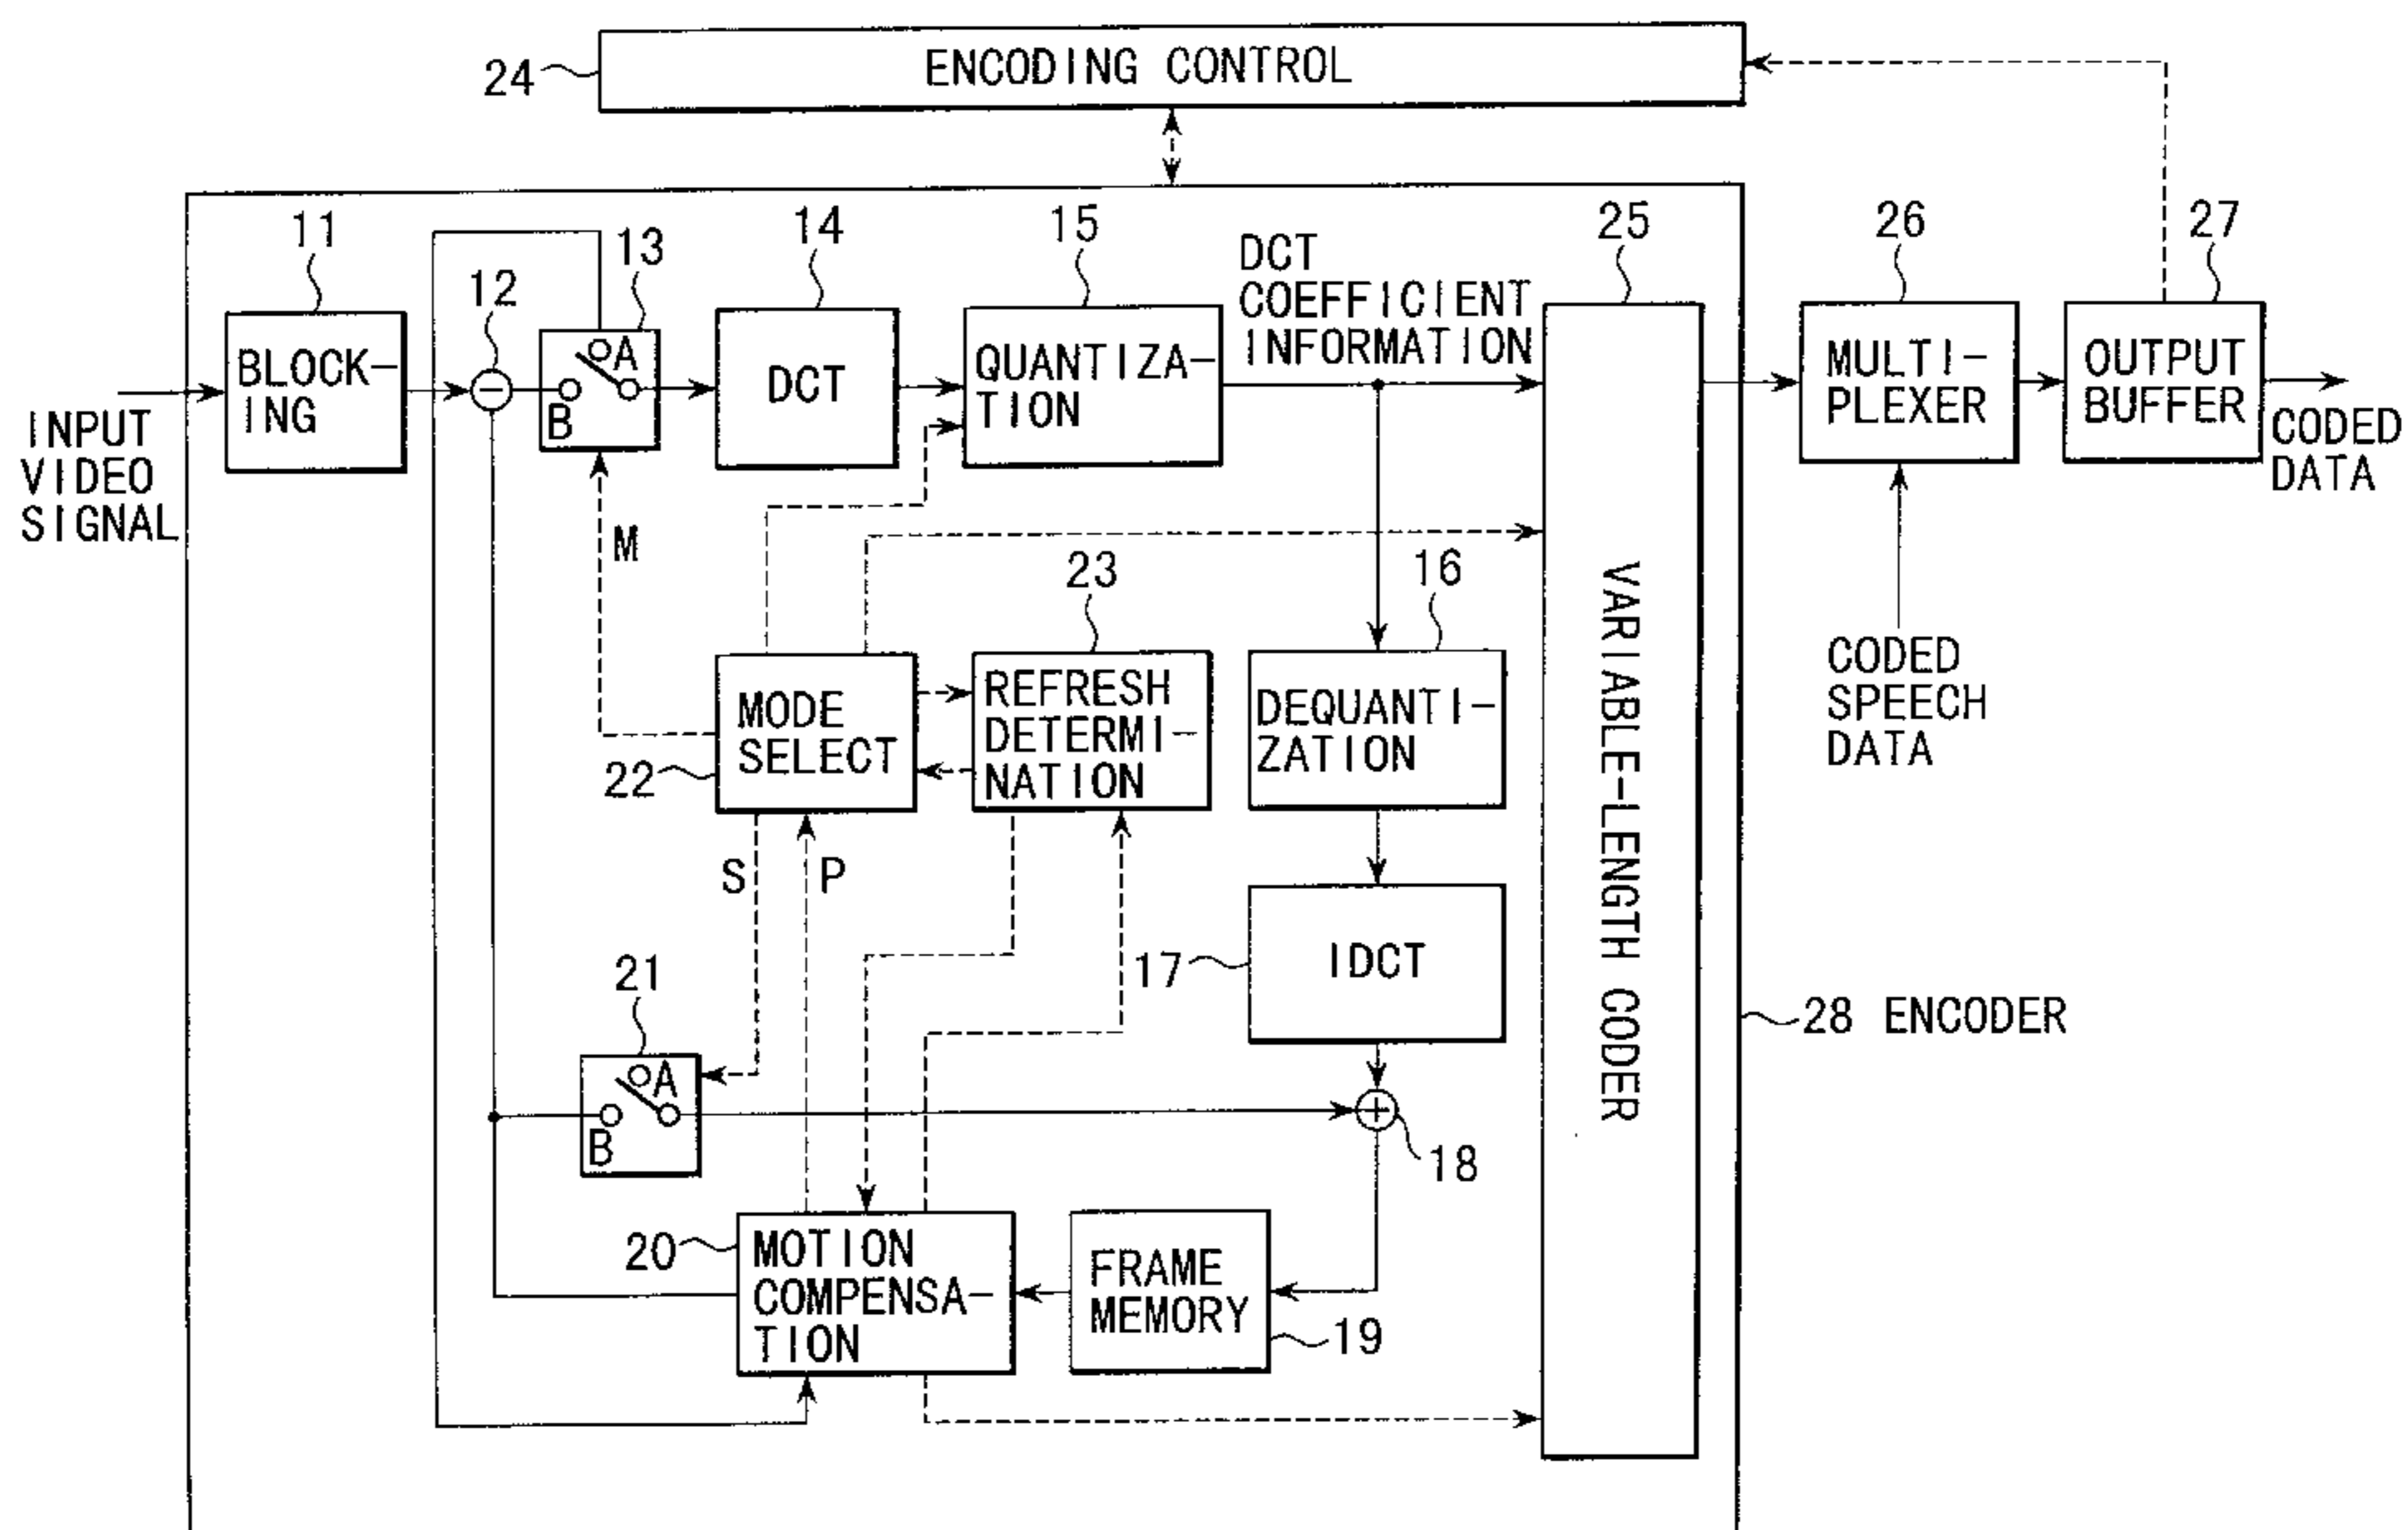 24
ENCODING CONTROL
11
12
13
14
15
DCT
COEFFICIENT
INFORMATION
25
26
27
INPUT
VIDEO
SIGNAL
BLOCK-
ING
A
B
DCT
QUANTIZA-
TION
MULTI-
PLEXER
OUTPUT
BUFFER
CODED
DATA
M
23
16
VARIABLE-LENGTH CODER
MODE
SELECT
22
REFRESH
DETERMI-
NATION
DEQUANTI-
ZATION
CODED
SPEECH
DATA
S
P
17
IDCT
21
A
B
28 ENCODER
18
20
MOTION
COMPENSA-
TION
FRAME
MEMORY
19